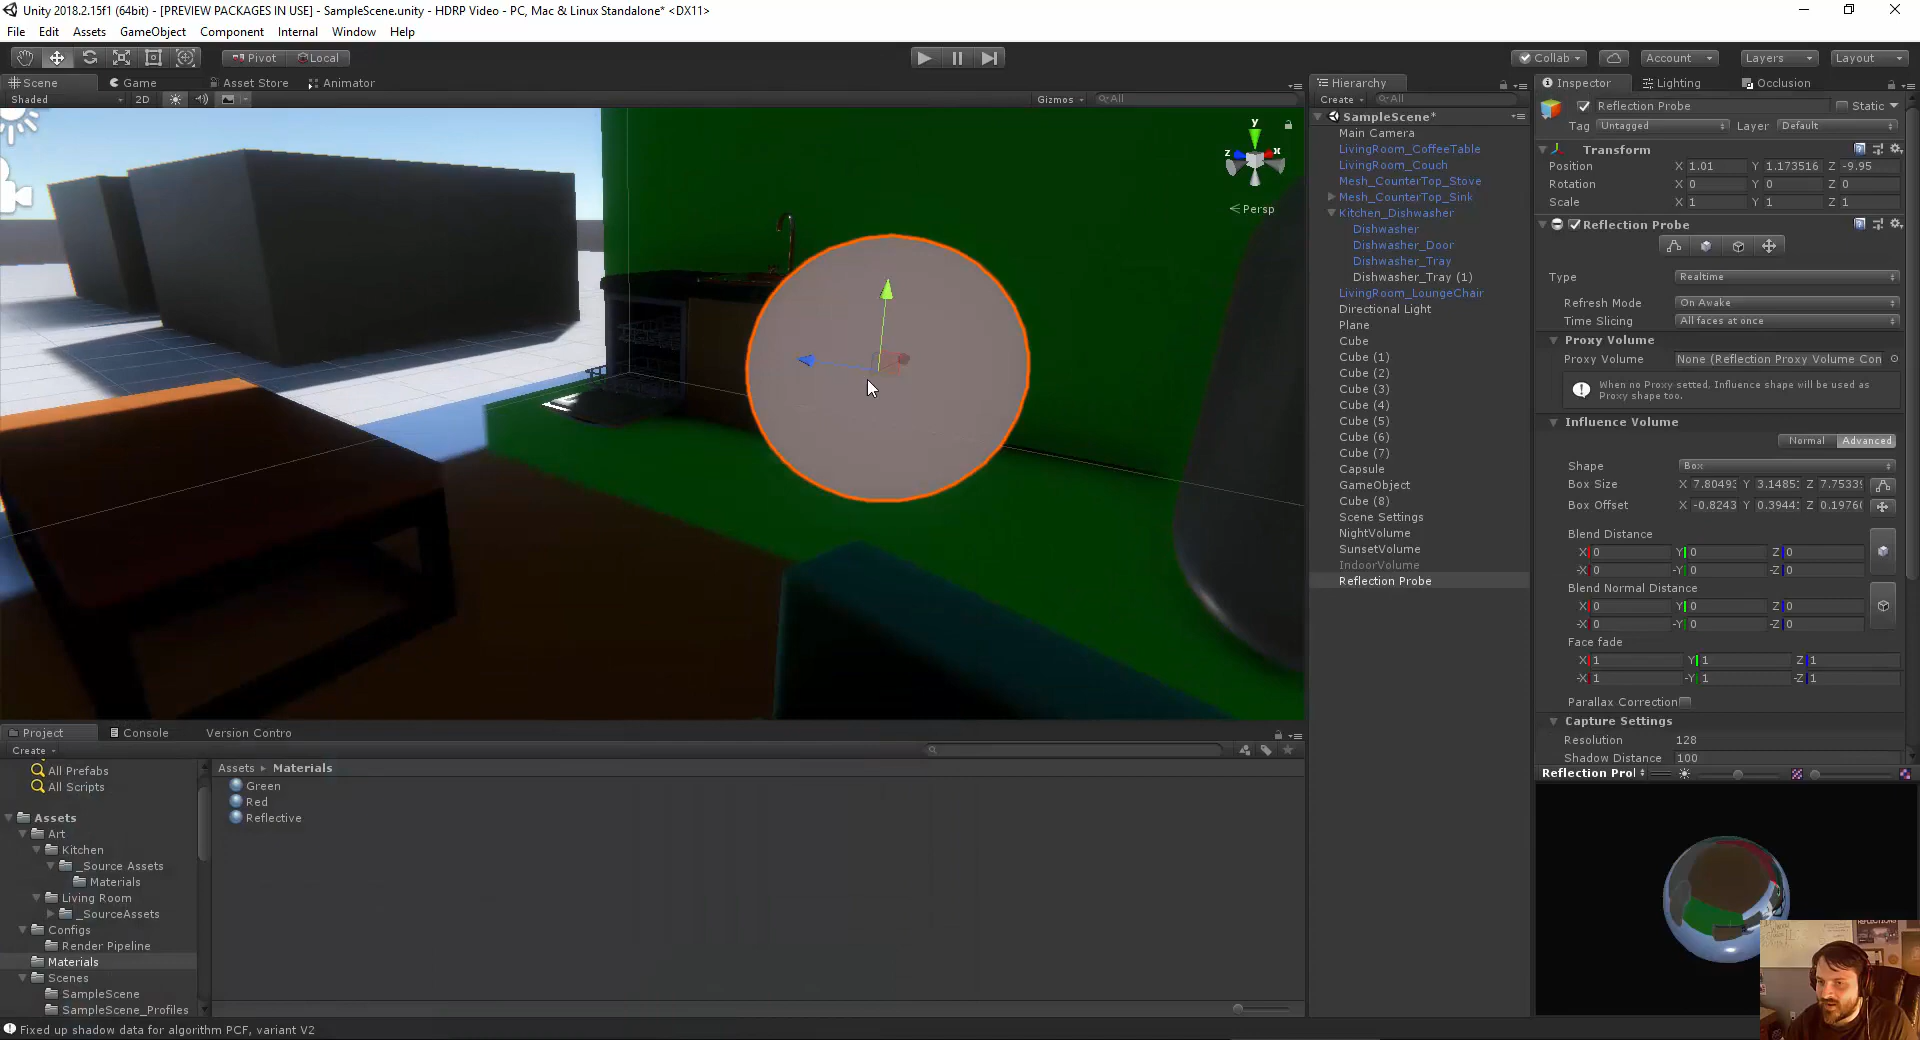 Unity 2018.2.15f1 (64bit) - [PREVIEW PACKAGES IN USE] - SampleScene.unity - HDRP Video - PC, Mac & Linux Standalone* <DX11>
File Edit Assets GameObject Component Internal Window Help
Pivot Local Collab Account Layers Layout
Scene Game Asset Store Animator
Shaded 2D Gizmos All
y
z x
Persp
Hierarchy
Create All
SampleScene*
Main Camera
LivingRoom_CoffeeTable
LivingRoom_Couch
Mesh_CounterTop_Stove
Mesh_CounterTop_Sink
Kitchen_Dishwasher
Dishwasher
Dishwasher_Door
Dishwasher_Tray
Dishwasher_Tray (1)
LivingRoom_LoungeChair
Directional Light
Plane
Cube
Cube (1)
Cube (2)
Cube (3)
Cube (4)
Cube (5)
Cube (6)
Cube (7)
Capsule
GameObject
Cube (8)
Scene Settings
NightVolume
SunsetVolume
IndoorVolume
Reflection Probe
Inspector Lighting Occlusion
Reflection Probe Static
Tag Untagged Layer Default
Transform
Position X 1.01 Y 1.173516 Z -9.95
Rotation X 0 Y 0 Z 0
Scale X 1 Y 1 Z 1
Reflection Probe
Type Realtime
Refresh Mode On Awake
Time Slicing All faces at once
Proxy Volume
Proxy Volume None (Reflection Proxy Volume Con
When no Proxy setted, Influence shape will be used as
Proxy shape too.
Influence Volume
Normal Advanced
Shape Box
Box Size X 7.8049 Y 3.1485 Z 7.7533
Box Offset X -0.8243 Y 0.3944 Z 0.1976
Blend Distance
X 0 Y 0 Z 0
-X 0 -Y 0 -Z 0
Blend Normal Distance
X 0 Y 0 Z 0
-X 0 -Y 0 -Z 0
Face fade
X 1 Y 1 Z 1
-X 1 -Y 1 -Z 1
Parallax Correction
Capture Settings
Resolution 128
Shadow Distance 100
Reflection Pro
Project Console Version Control
Create
All Prefabs
All Scripts
Assets
Art
Kitchen
_Source Assets
Materials
Living Room
_SourceAssets
Configs
Render Pipeline
Materials
Scenes
SampleScene
SampleScene_Profiles
Assets Materials
Green
Red
Reflective
Fixed up shadow data for algorithm PCF, variant V2